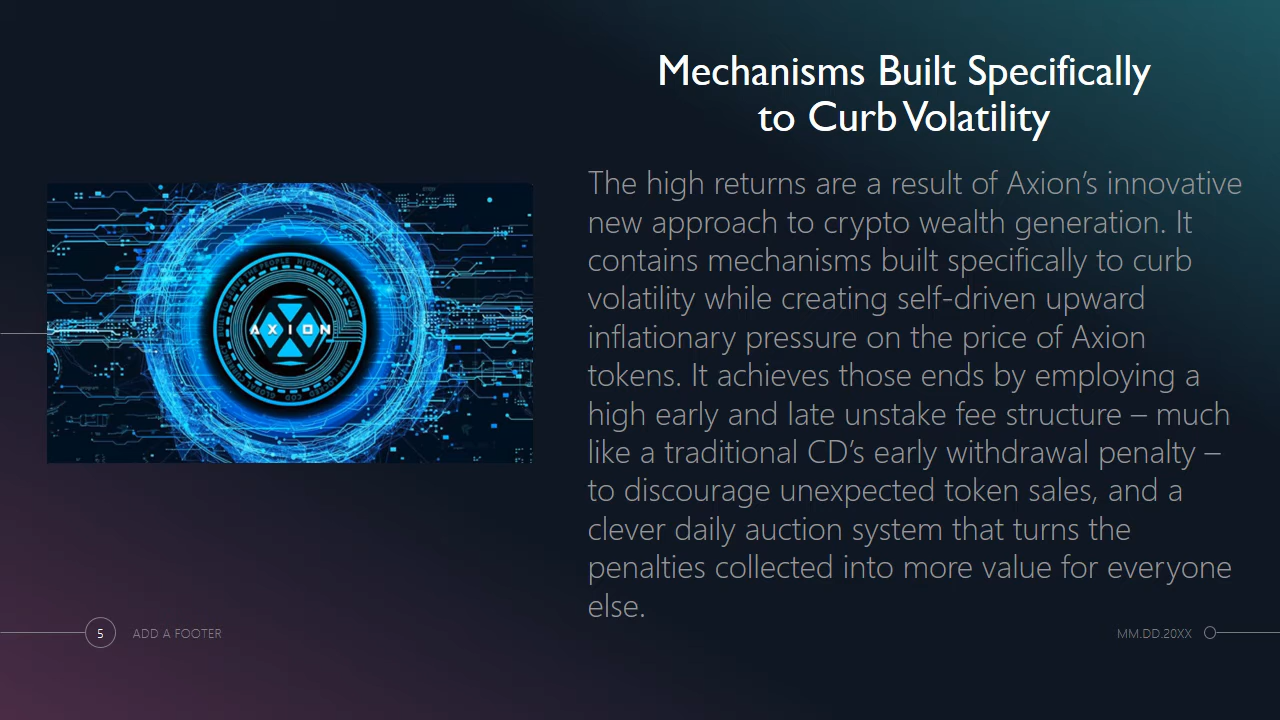 Mechanisms Built Specifically
to Curb Volatility
The high returns are a result of Axion’s innovative
new approach to crypto wealth generation. It
contains mechanisms built specifically to curb
volatility while creating self-driven upward
inflationary pressure on the price of Axion
tokens. It achieves those ends by employing a
high early and late unstake fee structure – much
like a traditional CD’s early withdrawal penalty –
to discourage unexpected token sales, and a
clever daily auction system that turns the
penalties collected into more value for everyone
else.
AXION
5
ADD A FOOTER
MM.DD.20XX